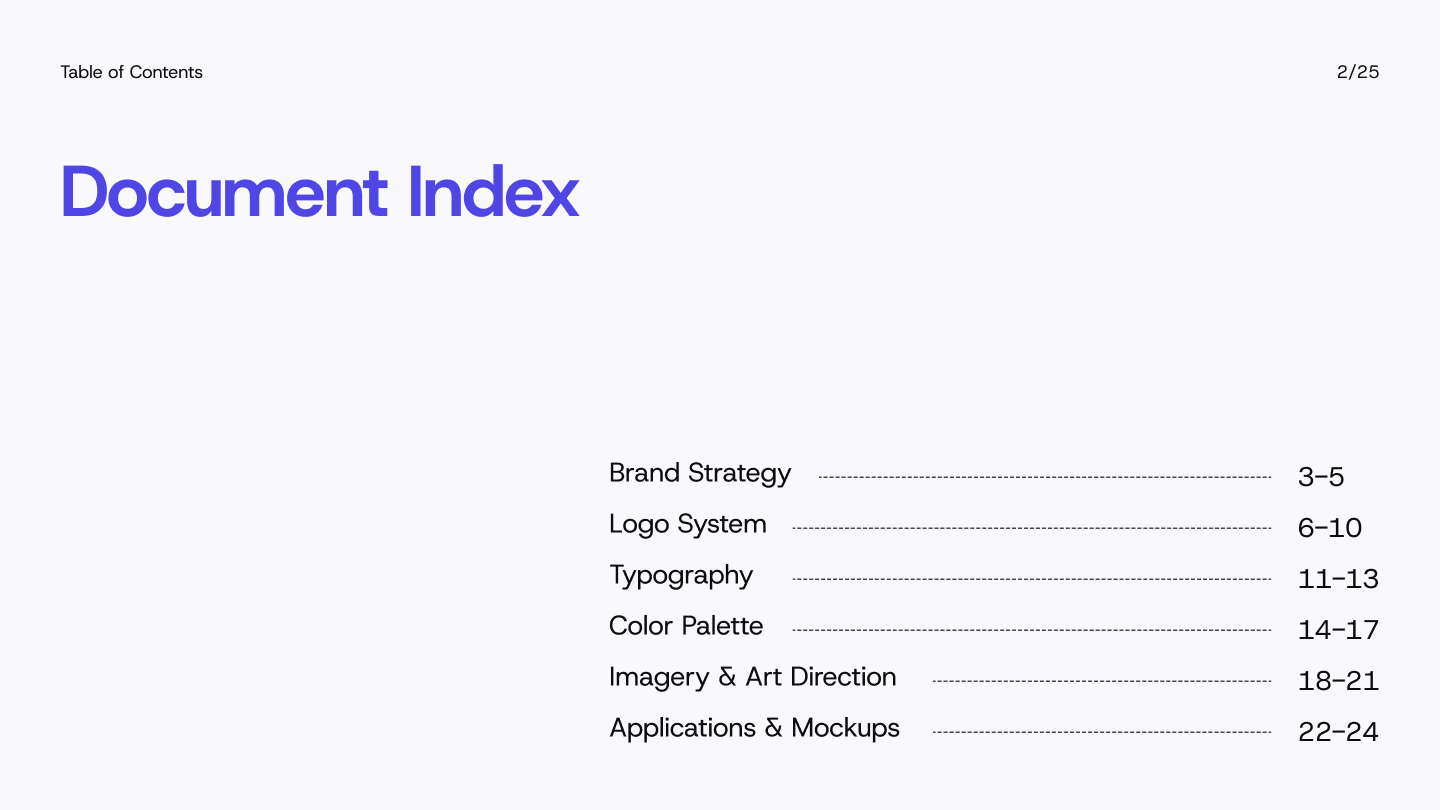 Table of Contents 2/25
Document Index
Brand Strategy 3–5
Logo System 6–10
Typography 11–13
Color Palette 14–17
Imagery & Art Direction 18–21
Applications & Mockups 22–24